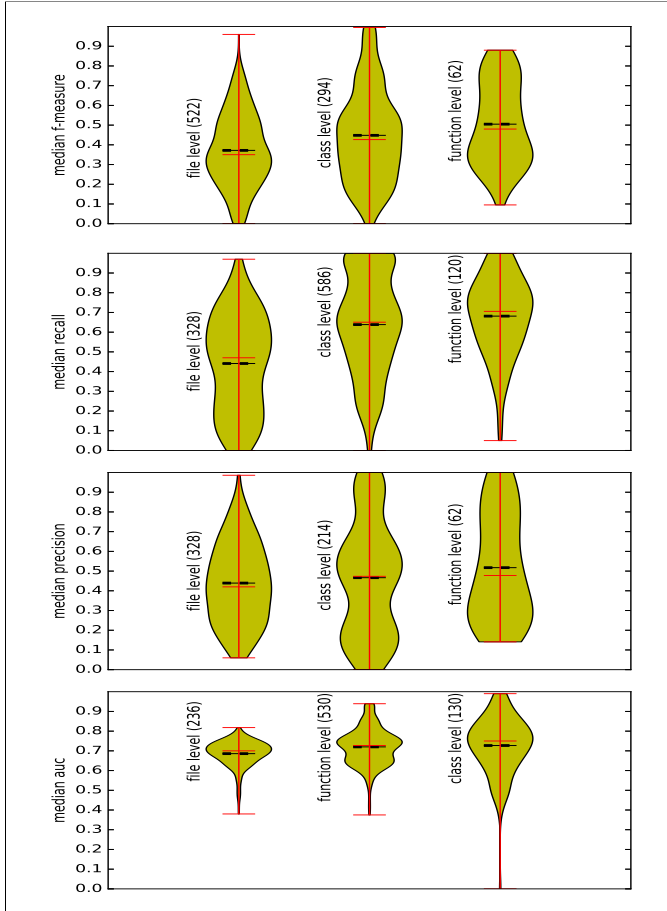 median f-measure
0.9
0.8
0.7
0.6
0.5
0.4
0.3
0.2
0.1
0.0
file level (522)
class level (294)
function level (62)
median recall
0.9
0.8
0.7
0.6
0.5
0.4
0.3
0.2
0.1
0.0
file level (328)
class level (586)
function level (120)
median precision
0.9
0.8
0.7
0.6
0.5
0.4
0.3
0.2
0.1
0.0
file level (328)
class level (214)
function level (62)
median auc
0.9
0.8
0.7
0.6
0.5
0.4
0.3
0.2
0.1
0.0
file level (236)
function level (530)
class level (130)